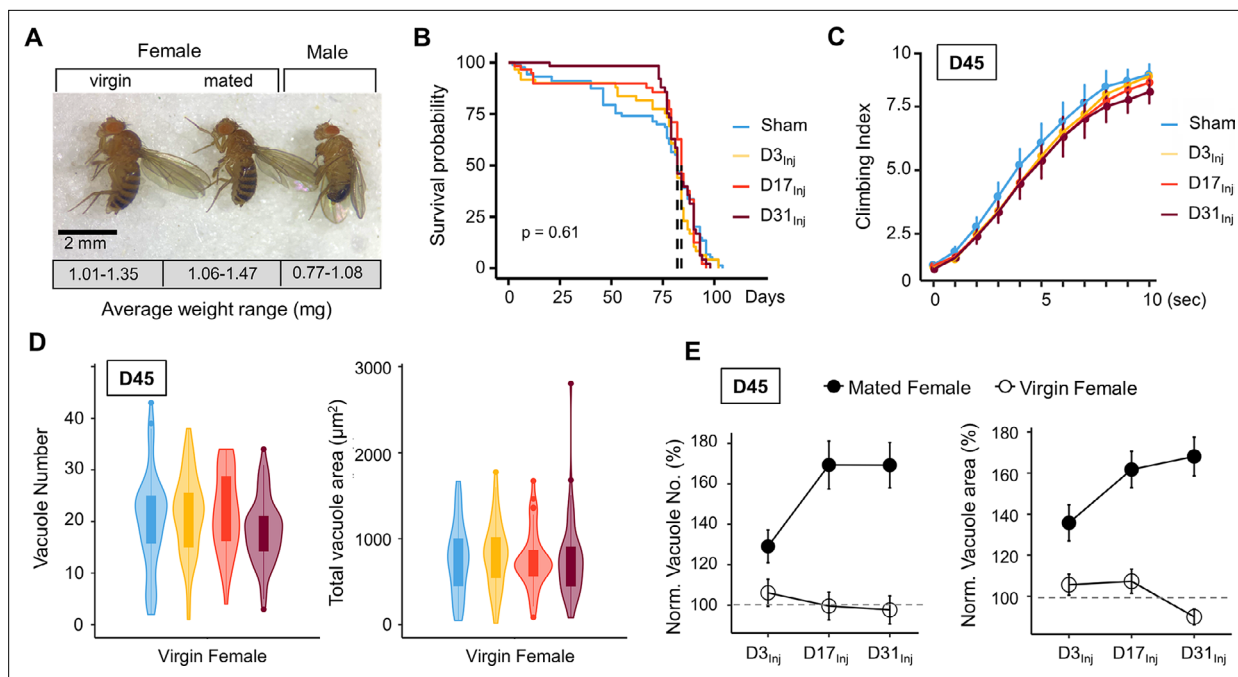 A
Female
Male
virgin
mated
2 mm
1.01-1.35
1.06-1.47
0.77-1.08
Average weight range (mg)
B
Survival probability
100
75
50
25
0
p = 0.61
0
25
50
75
100
Days
Sham
D3Inj
D17Inj
D31Inj
C
D45
Climbing Index
10
7.5
5.0
2.5
0
0
5
10 (sec)
Sham
D3Inj
D17Inj
D31Inj
D
D45
Vacuole Number
40
30
20
10
0
Virgin Female
Total vacuole area (µm²)
3000
2000
1000
0
Virgin Female
E
D45
Mated Female
Virgin Female
Norm. Vacuole No. (%)
180
160
140
120
100
D3Inj
D17Inj
D31Inj
Norm. Vacuole area (%)
180
160
140
120
100
D3Inj
D17Inj
D31Inj